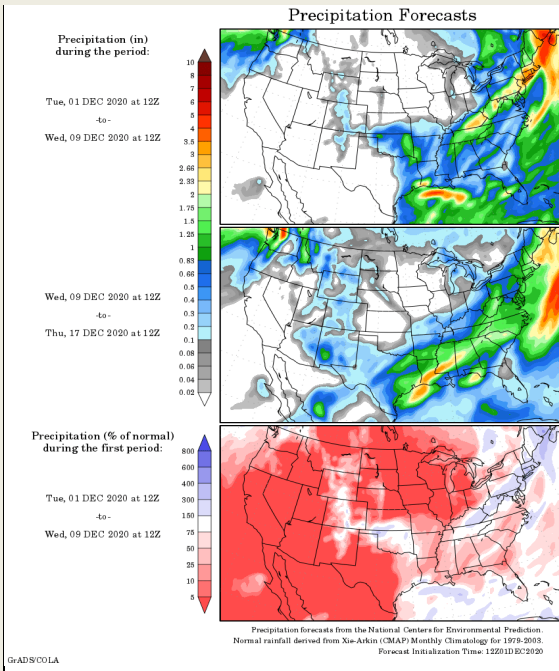 Precipitation Forecasts
Precipitation (in)
during the period:
Tue, 01 DEC 2020 at 12Z
-to-
Wed, 09 DEC 2020 at 12Z
10
8
7
6
5
4
3.5
3
2.66
2.33
2
1.75
1.5
1.25
1
0.83
0.66
0.5
0.4
0.3
0.2
0.1
0.08
0.06
0.04
0.02
Wed, 09 DEC 2020 at 12Z
-to-
Thu, 17 DEC 2020 at 12Z
Precipitation (% of normal)
during the first period:
Tue, 01 DEC 2020 at 12Z
-to-
Wed, 09 DEC 2020 at 12Z
800
600
400
300
150
75
50
25
10
5
Precipitation forecasts from the National Centers for Environmental Prediction.
Normal rainfall derived from Xie-Arkin (CMAP) Monthly Climatology for 1979-2003.
Forecast Initialization Time: 12Z01DEC2020
GrADS/COLA